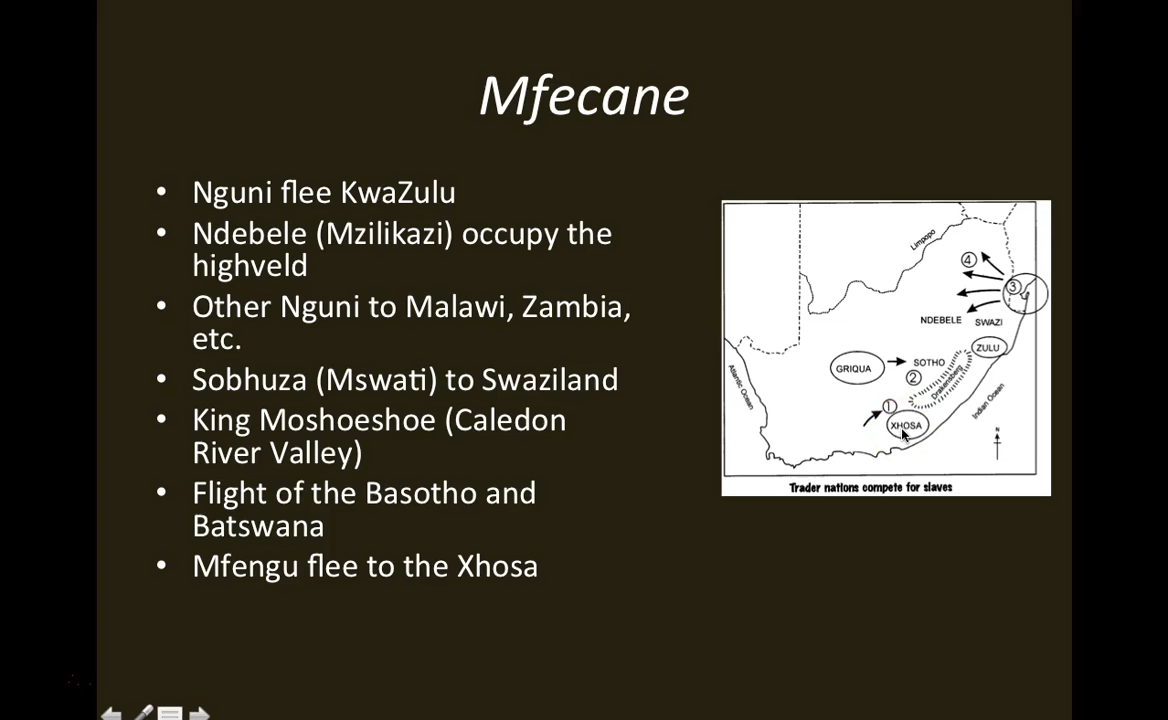 Mfecane
• Nguni flee KwaZulu
• Ndebele (Mzilikazi) occupy the
highveld
• Other Nguni to Malawi, Zambia,
etc.
• Sobhuza (Mswati) to Swaziland
• King Moshoeshoe (Caledon
River Valley)
• Flight of the Basotho and
Batswana
• Mfengu flee to the Xhosa
Limpopo
4
3
NDEBELE SWAZI
ZULU
GRIQUA
SOTHO
2
Drakensberg
Atlantic Ocean
Indian Ocean
1
XHOSA
N
Trader nations compete for slaves